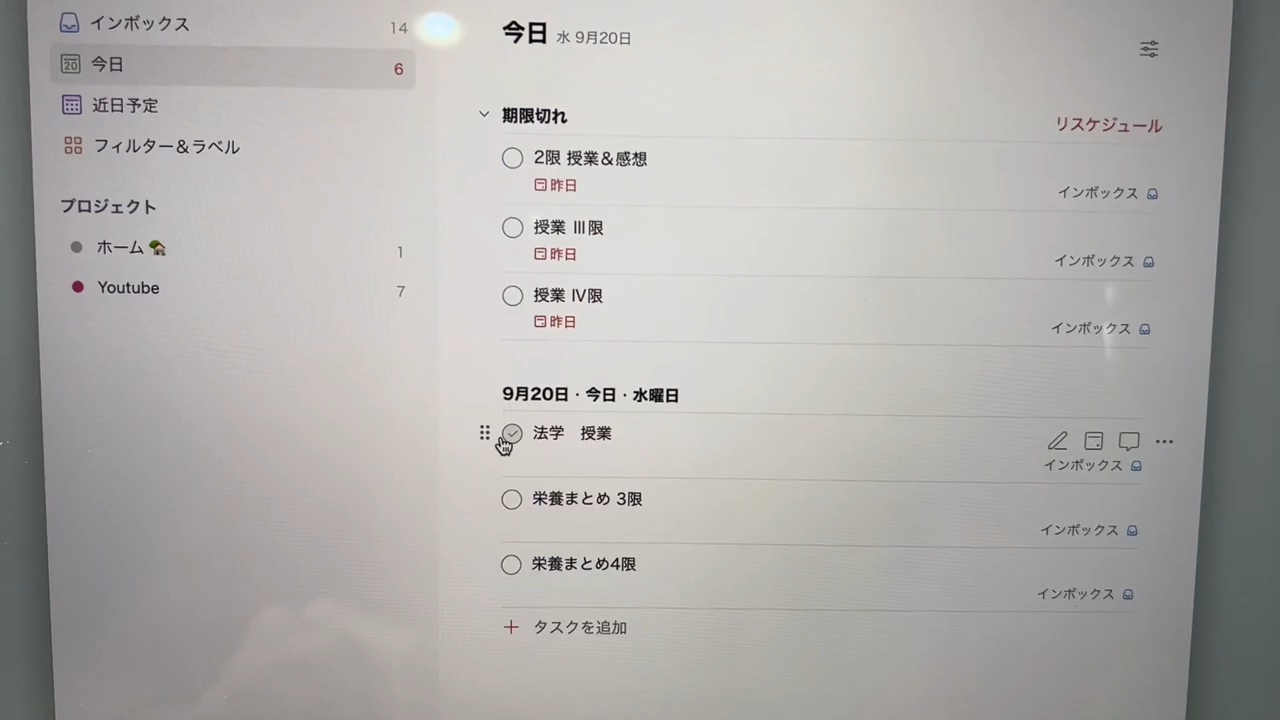 インボックス 14
今日 6
近日予定
フィルター＆ラベル
プロジェクト
ホーム 1
Youtube 7
今日 水 9月20日
期限切れ
リスケジュール
2限 授業＆感想
昨日
インボックス
授業 Ⅲ限
昨日
インボックス
授業 Ⅳ限
昨日
インボックス
9月20日・今日・水曜日
法学 授業
インボックス
栄養まとめ 3限
インボックス
栄養まとめ4限
インボックス
タスクを追加
20